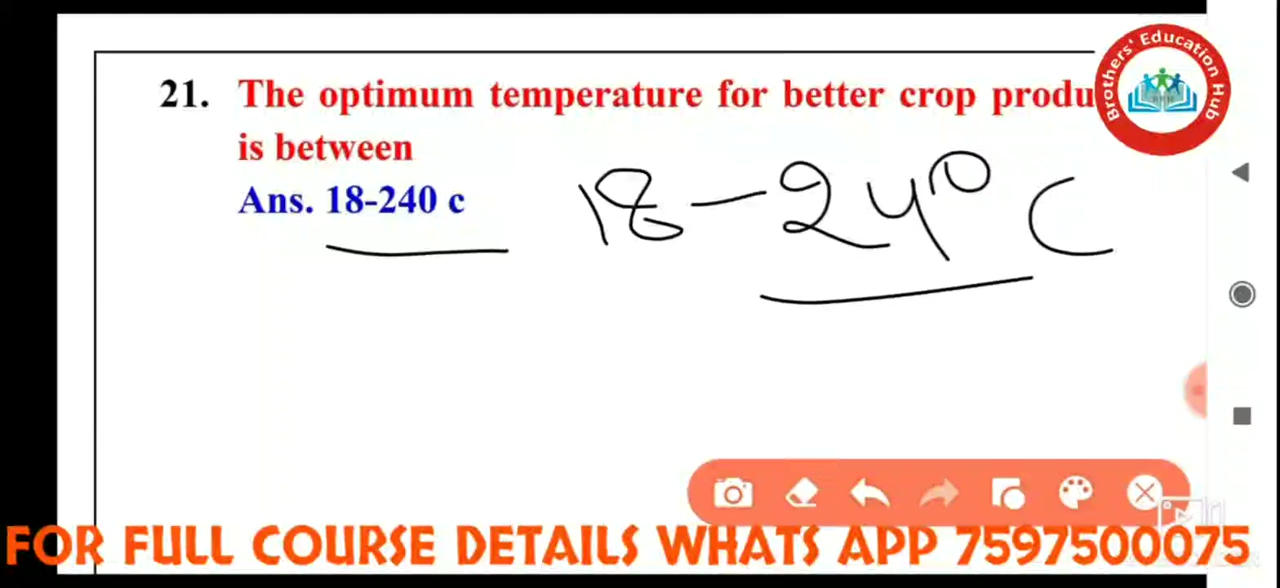 21. The optimum temperature for better crop produ
is between
Ans. 18-240 c
18-24°C
Brothers' Education Hub
FOR FULL COURSE DETAILS WHATS APP 7597500075